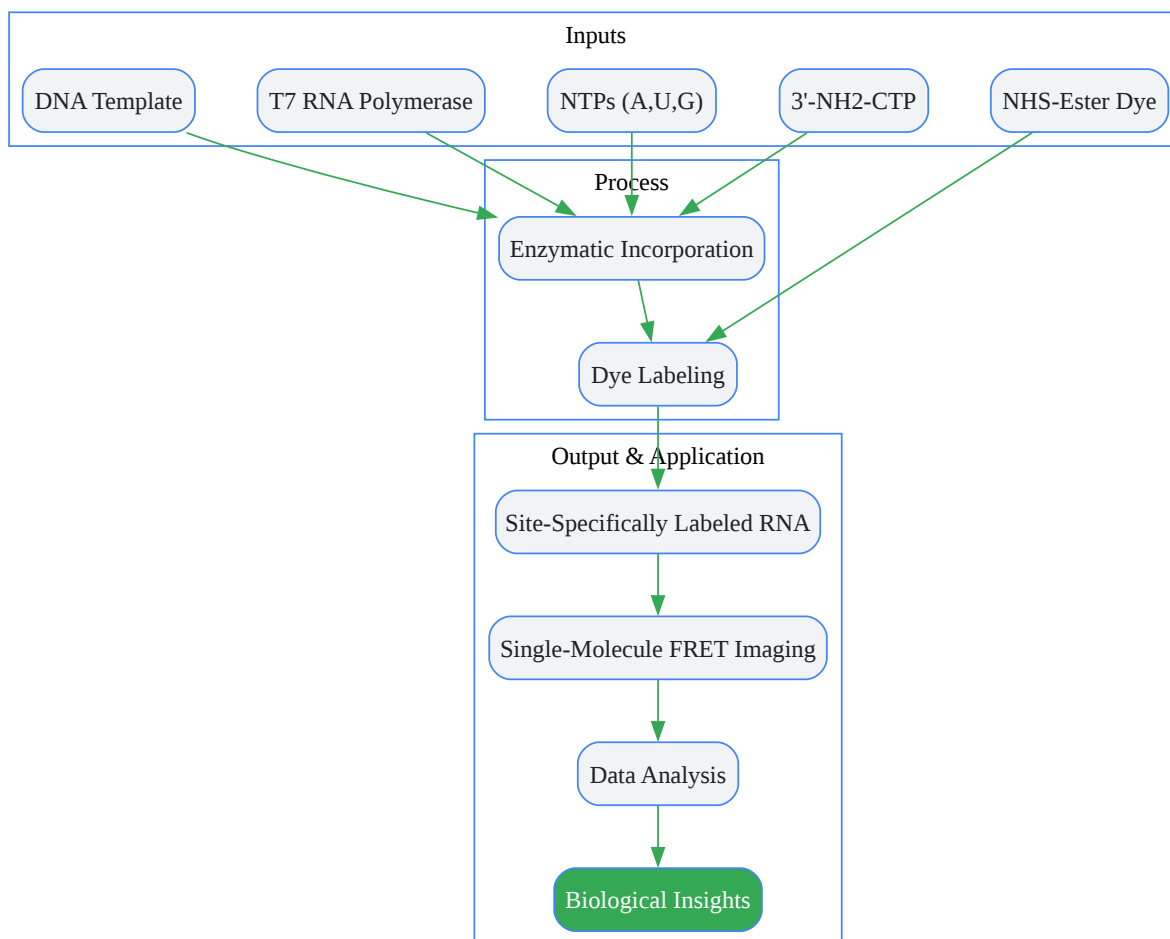 Inputs
DNA Template
T7 RNA Polymerase
NTPs (A,U,G)
3'-NH2-CTP
NHS-Ester Dye
Process
Enzymatic Incorporation
Dye Labeling
Output & Application
Site-Specifically Labeled RNA
Single-Molecule FRET Imaging
Data Analysis
Biological Insights